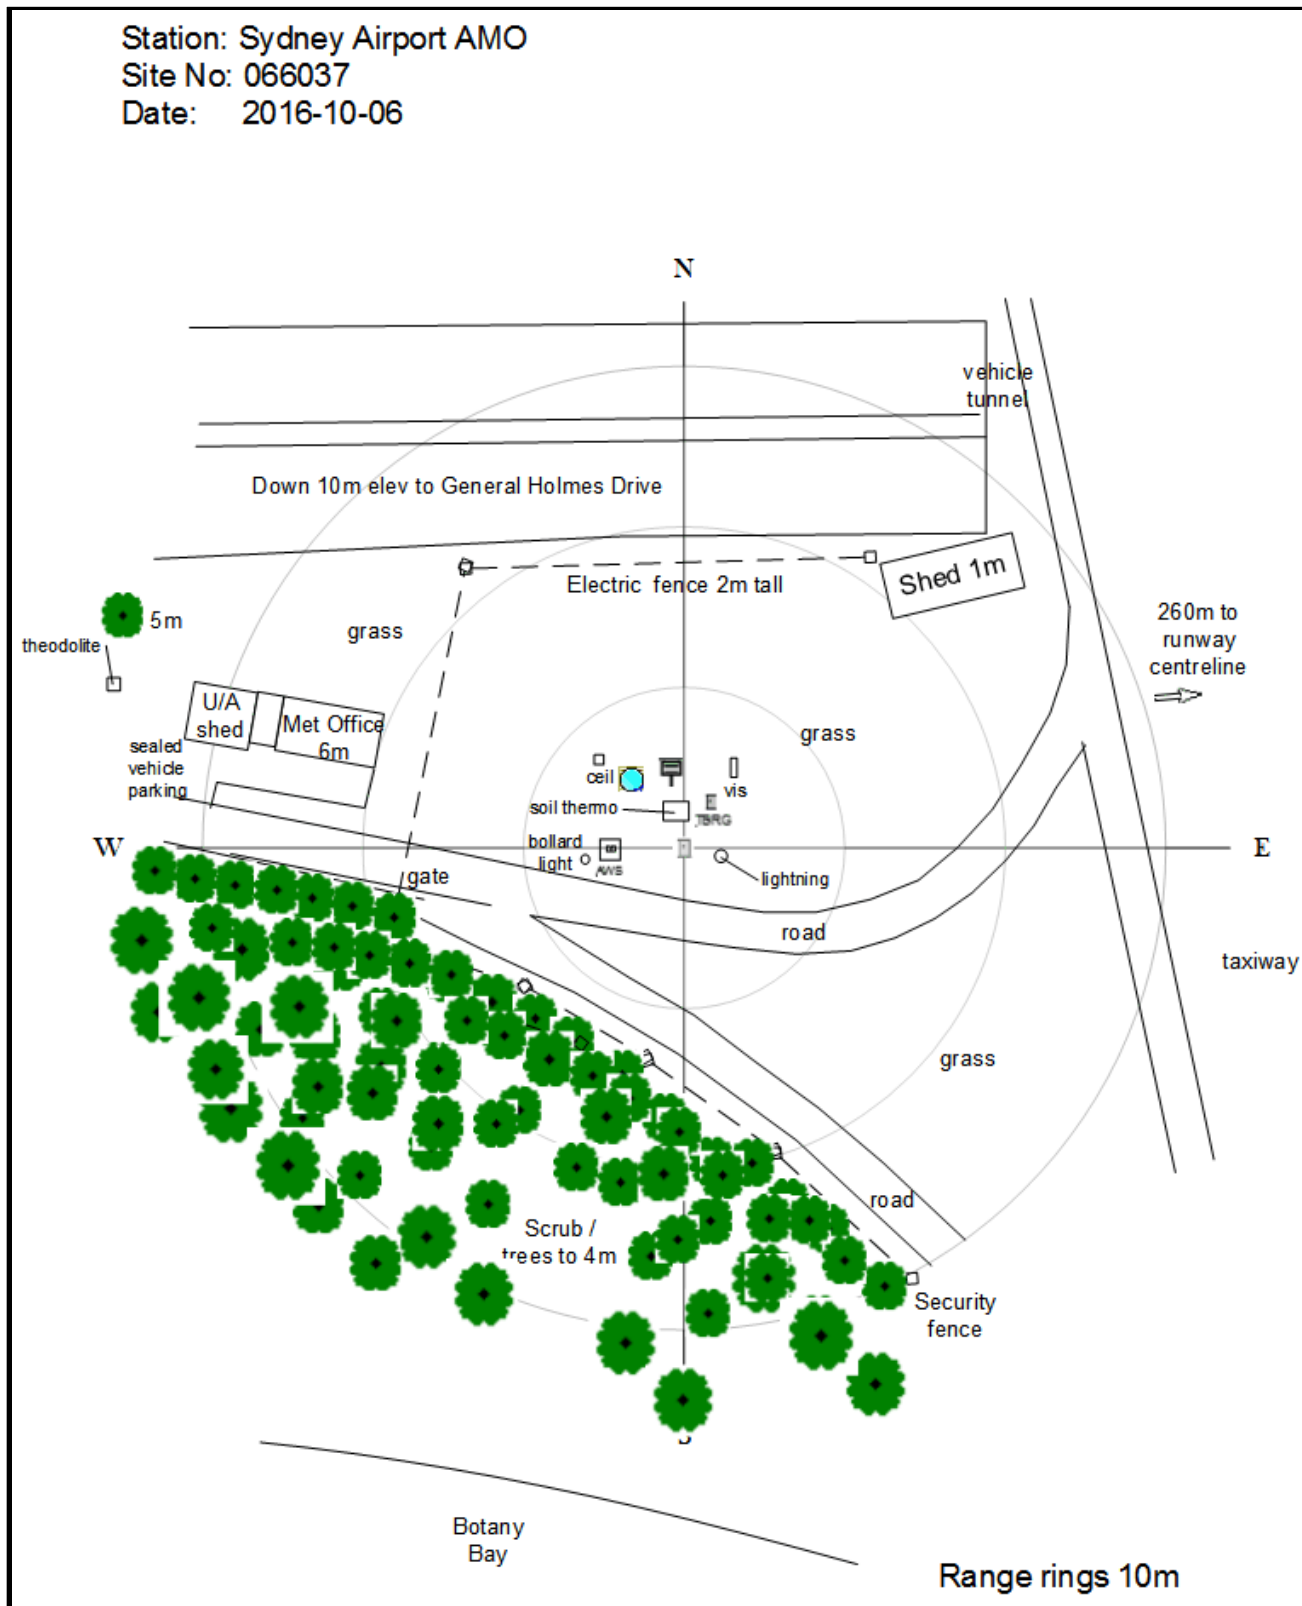 Station: Sydney Airport AMO
Site No: 066037
Date: 2016-10-06
N
vehicle
tunnel
Down 10m elev to General Holmes Drive
Electric fence 2m tall
Shed 1m
5m
grass
theodolite
260m to
runway
centreline
U/A
shed
Met Office
6m
grass
sealed
vehicle
parking
ceil
vis
soil thermo
TBRG
W
bollard
light
AWS
E
gate
lightning
road
taxiway
grass
road
Scrub /
trees to 4m
Security
fence
S
Botany
Bay
Range rings 10m